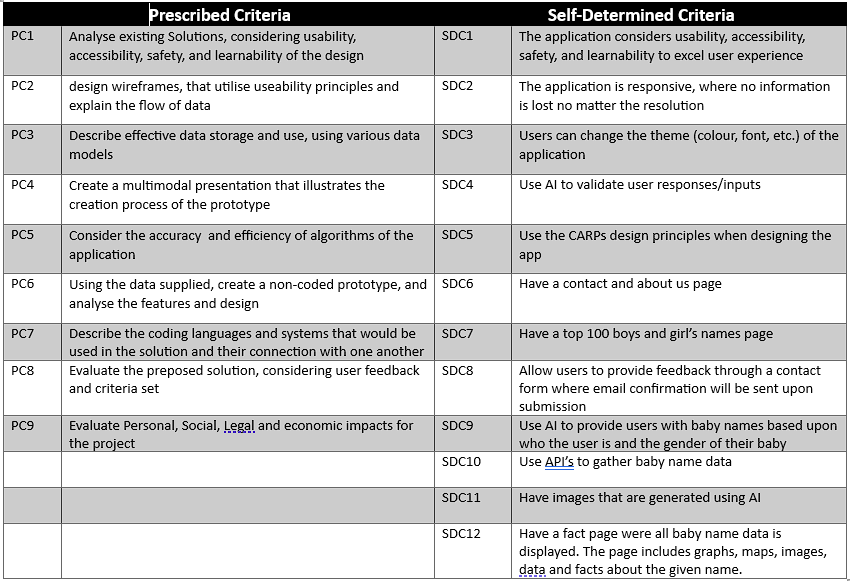 Prescribed Criteria Self-Determined Criteria
PC1 Analyse existing Solutions, considering usability, SDC1 The application considers usability, accessibility,
accessibility, safety, and learnability of the design safety, and learnability to excel user experience
PC2 design wireframes, that utilise useability principles and SDC2 The application is responsive, where no information
explain the flow of data is lost no matter the resolution
PC3 Describe effective data storage and use, using various data SDC3 Users can change the theme (colour, font, etc.) of the
models application
PC4 Create a multimodal presentation that illustrates the SDC4 Use AI to validate user responses/inputs
creation process of the prototype
PC5 Consider the accuracy and efficiency of algorithms of the SDC5 Use the CARPs design principles when designing the
application app
PC6 Using the data supplied, create a non-coded prototype, and SDC6 Have a contact and about us page
analyse the features and design
PC7 Describe the coding languages and systems that would be SDC7 Have a top 100 boys and girl's names page
used in the solution and their connection with one another
PC8 Evaluate the preposed solution, considering user feedback SDC8 Allow users to provide feedback through a contact
and criteria set form where email confirmation will be sent upon
submission
PC9 Evaluate Personal, Social, Legal and economic impacts for SDC9 Use AI to provide users with baby names based upon
the project who the user is and the gender of their baby
SDC10 Use API's to gather baby name data
SDC11 Have images that are generated using AI
SDC12 Have a fact page were all baby name data is
displayed. The page includes graphs, maps, images,
data and facts about the given name.